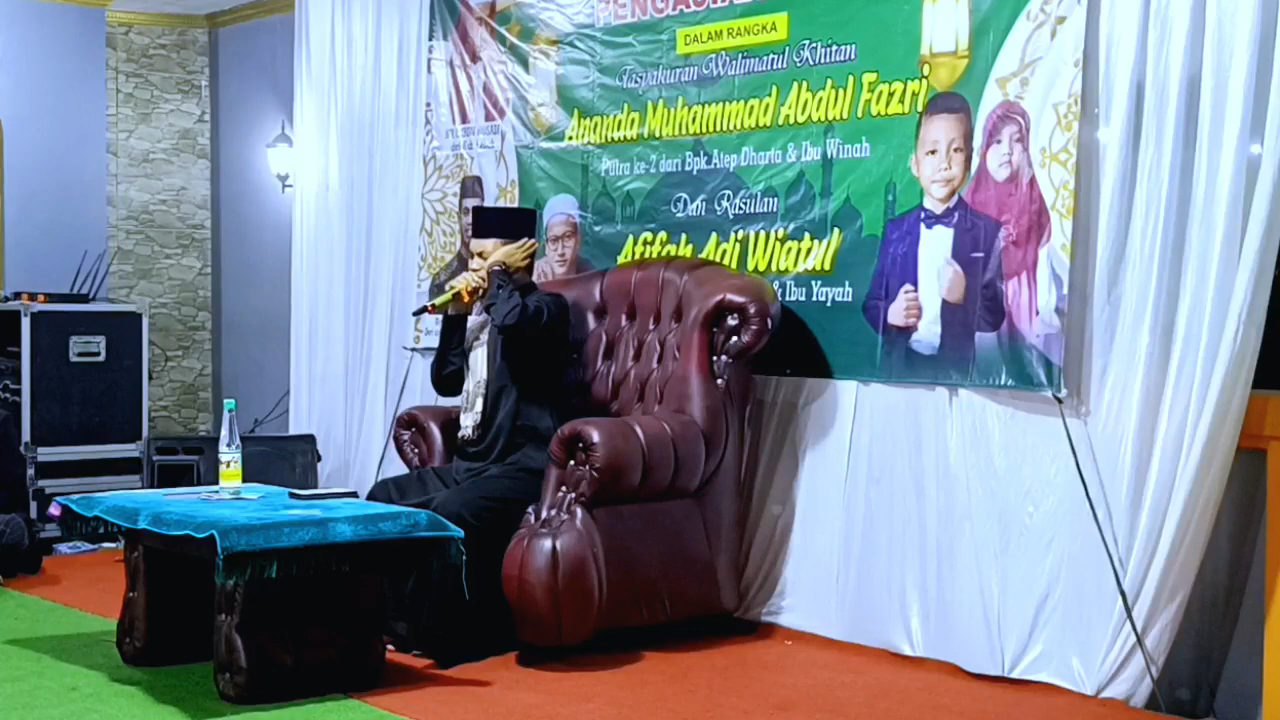 DALAM RANGKA
Tasyakuran Walimatul Khitan
Ananda Muhammad Abdul Fazri
Putra ke-2 dari Bpk.Atep Dharta & Ibu Winah
Dan Rasulan
Afifah Adi Wiatul
& Ibu Yayah